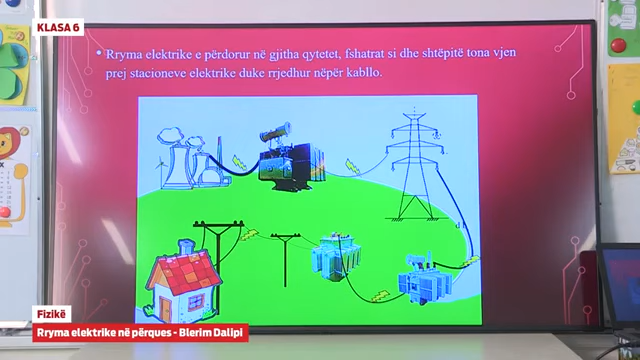 KLASA 6
• Rryma elektrike e përdorur në gjitha qytetet, fshatrat si dhe shtëpitë tona vjen
prej stacioneve elektrike duke rrjedhur nëpër kabllo.
Fizikë
Rryma elektrike në përçues - Blerim Dalipi